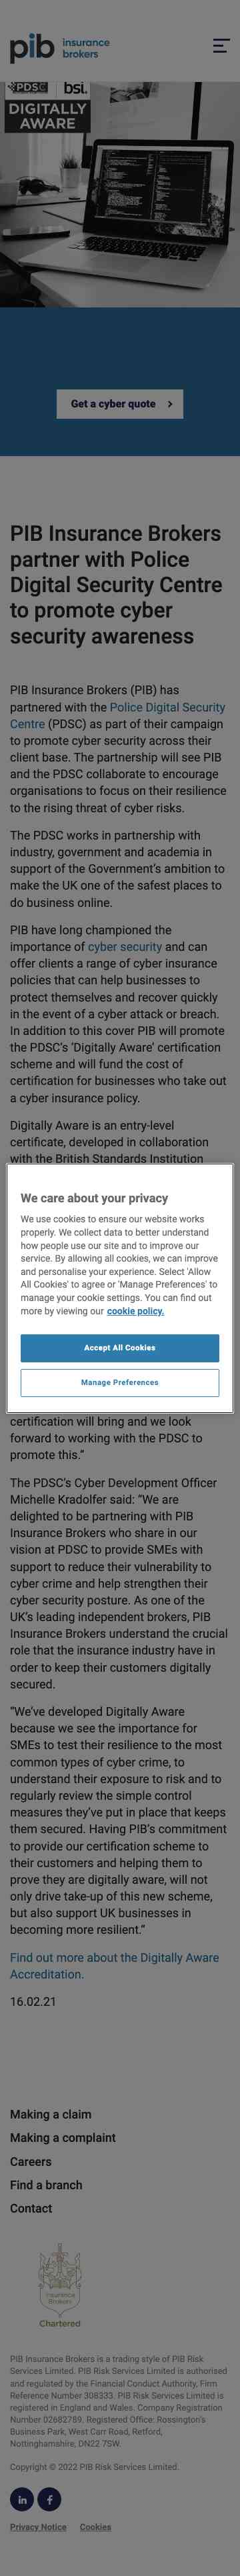 pib insurance
brokers
PDSC bsi.
DIGITALLY
AWARE
Get a cyber quote
PIB Insurance Brokers
partner with Police
Digital Security Centre
to promote cyber
security awareness
PIB Insurance Brokers (PIB) has
partnered with the Police Digital Security
Centre (PDSC) as part of their campaign
to promote cyber security across their
client base. The partnership will see PIB
and the PDSC collaborate to encourage
organisations to focus on their resilience
to the rising threat of cyber risks.
The PDSC works in partnership with
industry, government and academia in
support of the Government’s ambition to
make the UK one of the safest places to
do business online.
PIB have long championed the
importance of cyber security and can
offer clients a range of cyber insurance
policies that can help businesses to
protect themselves and recover quickly
in the event of a cyber attack or breach.
In addition to this cover PIB will promote
the PDSC’s ‘Digitally Aware’ certification
scheme and will fund the cost of
certification for businesses who take out
a cyber insurance policy.
Digitally Aware is an entry-level
certificate, developed in collaboration
with the British Standards Institution
We care about your privacy
We use cookies to ensure our website works
properly. We collect data to better understand
how people use our site and to improve our
service. By allowing all cookies, we can improve
and personalise your experience. Select ‘Allow
All Cookies’ to agree or ‘Manage Preferences’ to
manage your cookie settings. You can find out
more by viewing our cookie policy.
Accept All Cookies
Manage Preferences
certification will bring and we look
forward to working with the PDSC to
promote this.”
The PDSC’s Cyber Development Officer
Michelle Kradolfer said: “We are
delighted to be partnering with PIB
Insurance Brokers who share in our
vision at PDSC to provide SMEs with
support to reduce their vulnerability to
cyber crime and help strengthen their
cyber security posture. As one of the
UK’s leading independent brokers, PIB
Insurance Brokers understand the crucial
role that the insurance industry have in
order to keep their customers digitally
secured.
“We’ve developed Digitally Aware
because we see the importance for
SMEs to test their resilience to the most
common types of cyber crime, to
understand their exposure to risk and to
regularly review the simple control
measures they’ve put in place that keeps
them secured. Having PIB’s commitment
to provide our certification scheme to
their customers and helping them to
prove they are digitally aware, will not
only drive take-up of this new scheme,
but also support UK businesses in
becoming more resilient.”
Find out more about the Digitally Aware
Accreditation.
16.02.21
Making a claim
Making a complaint
Careers
Find a branch
Contact
Insurance
Brokers
Chartered
PIB Insurance Brokers is a trading style of PIB Risk
Services Limited. PIB Risk Services Limited is authorised
and regulated by the Financial Conduct Authority, Firm
Reference Number 308333. PIB Risk Services Limited is
registered in England and Wales. Company Registration
Number 02682789. Registered Office: Rossington’s
Business Park, West Carr Road, Retford,
Nottinghamshire, DN22 7SW.
Copyright © 2022 PIB Risk Services Limited.
Privacy Notice Cookies